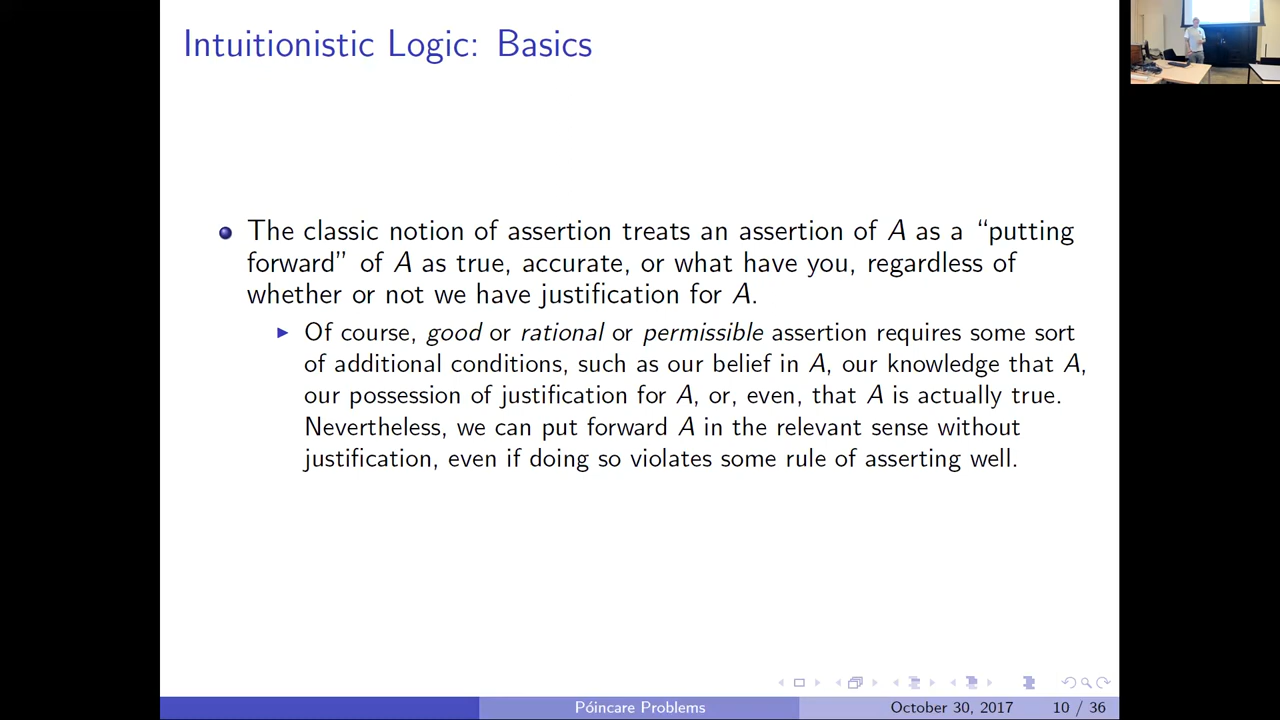 Intuitionistic Logic: Basics
The classic notion of assertion treats an assertion of A as a “putting
forward” of A as true, accurate, or what have you, regardless of
whether or not we have justification for A.
Of course, good or rational or permissible assertion requires some sort
of additional conditions, such as our belief in A, our knowledge that A,
our possession of justification for A, or, even, that A is actually true.
Nevertheless, we can put forward A in the relevant sense without
justification, even if doing so violates some rule of asserting well.
Póincare Problems
October 30, 2017
10 / 36